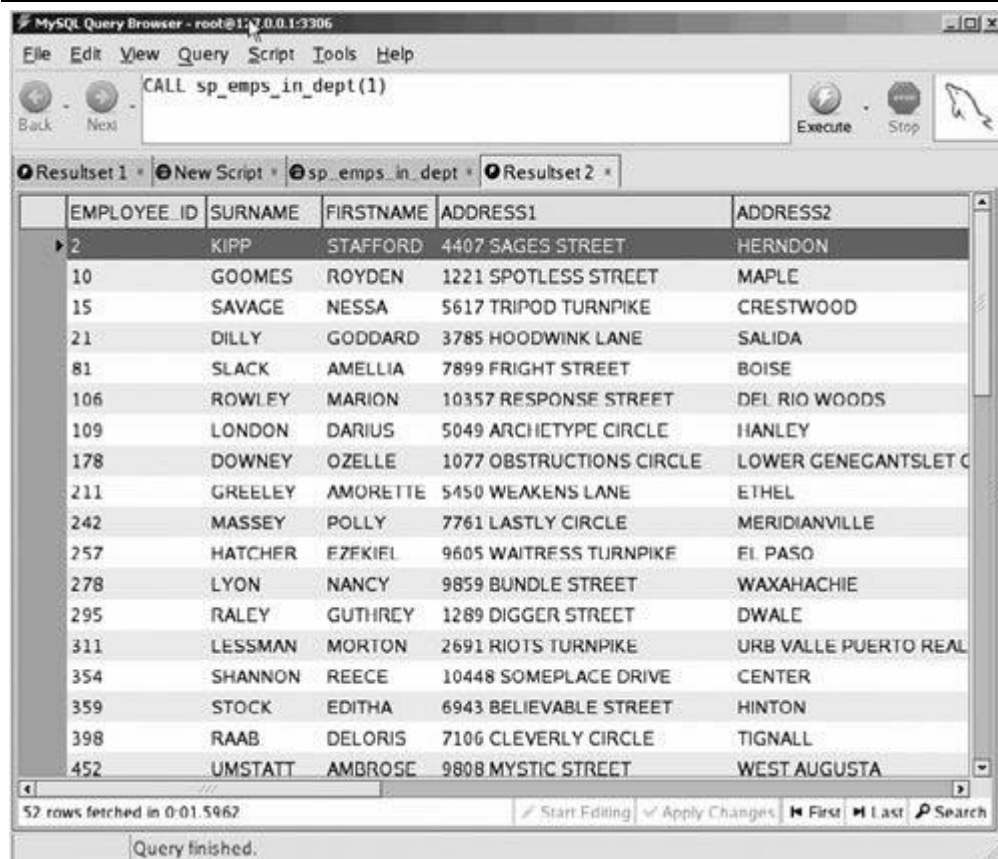 MySQL Query Browser - root@127.0.0.1:3306
File Edit View Query Script Tools Help
CALL sp_emps_in_dept(1)
Back Next Execute Stop
Resultset 1 New Script sp_emps_in_dept Resultset 2
EMPLOYEE_ID SURNAME FIRSTNAME ADDRESS1 ADDRESS2
2 KIPP STAFFORD 4407 SAGES STREET HERNDON
10 GOOMES ROYDEN 1221 SPOTLESS STREET MAPLE
15 SAVAGE NESSA 5617 TRIPOD TURNPIKE CRESTWOOD
21 DILLY GODDARD 3785 HOODWINK LANE SALIDA
81 SLACK AMELLIA 7899 FRIGHT STREET BOISE
106 ROWLEY MARION 10357 RESPONSE STREET DEL RIO WOODS
109 LONDON DARIUS 5049 ARCHETYPE CIRCLE HANLEY
178 DOWNEY OZELLE 1077 OBSTRUCTIONS CIRCLE LOWER GENEGANTSLET C
211 GREELEY AMORETTE 5450 WEAKENS LANE ETHEL
242 MASSEY POLLY 7761 LASTLY CIRCLE MERIDIANVILLE
257 HATCHER EZEKIEL 9605 WAITRESS TURNPIKE EL PASO
278 LYON NANCY 9859 BUNDLE STREET WAXAHACHIE
295 RALEY GUTHREY 1289 DIGGER STREET DWALE
311 LESSMAN MORTON 2691 RIOTS TURNPIKE URB VALLE PUERTO REAL
354 SHANNON REECE 10448 SOMEPLACE DRIVE CENTER
359 STOCK EDITHA 6943 BELIEVABLE STREET HINTON
398 RAAB DELORIS 7106 CLEVERLY CIRCLE TIGNALL
452 UMSTATT AMBROSE 9808 MYSTIC STREET WEST AUGUSTA
52 rows fetched in 0:01.5962 Start Editing Apply Changes First Last Search
Query finished.